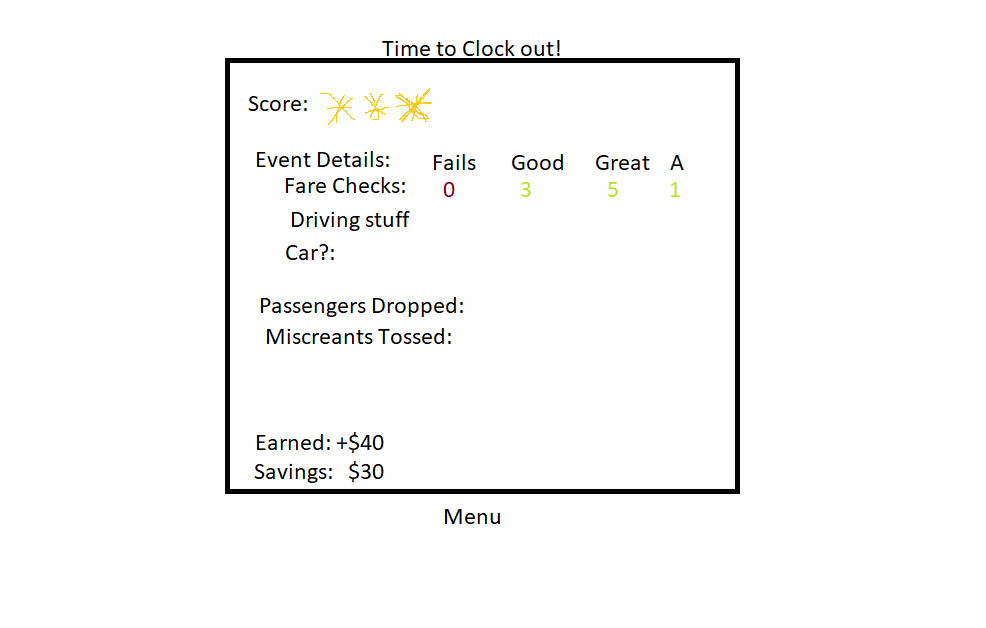 Time to Clock out!
Score:
Event Details: Fails Good Great A
Fare Checks: 0 3 5 1
Driving stuff
Car?:
Passengers Dropped:
Miscreants Tossed:
Earned: +$40
Savings: $30
Menu